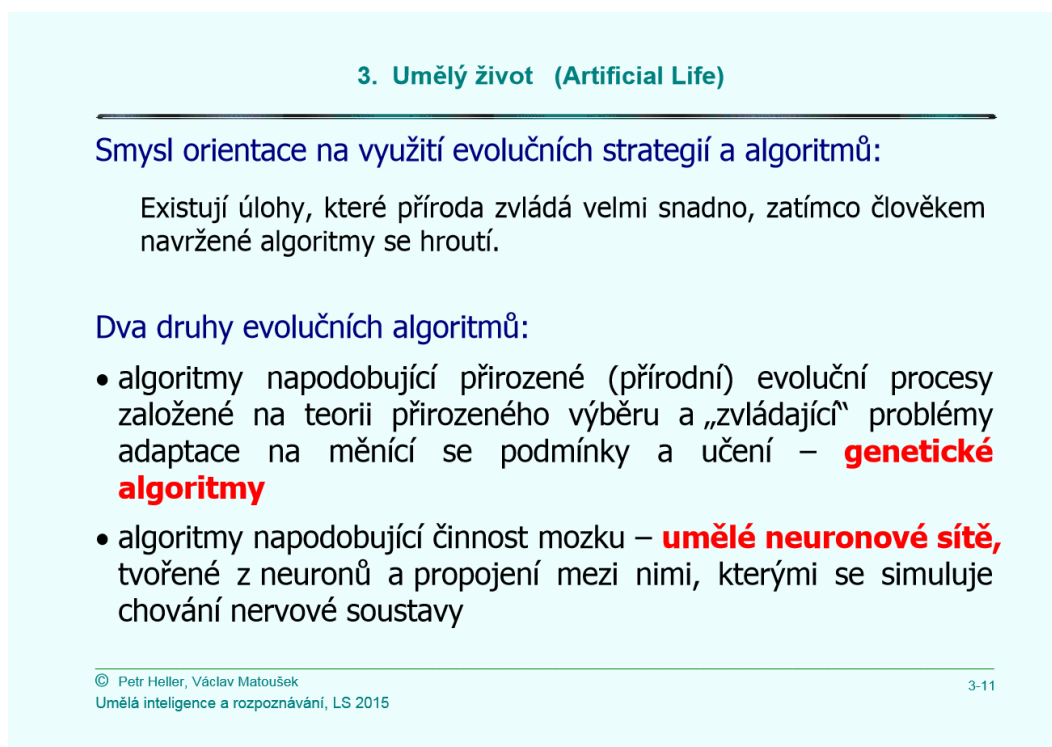 3. Umělý život (Artificial Life)
Smysl orientace na využití evolučních strategií a algoritmů:
Existují úlohy, které příroda zvládá velmi snadno, zatímco člověkem
navržené algoritmy se hroutí.
Dva druhy evolučních algoritmů:
• algoritmy napodobující přirozené (přírodní) evoluční procesy
založené na teorii přirozeného výběru a „zvládající“ problémy
adaptace na měnící se podmínky a učení – genetické
algoritmy
• algoritmy napodobující činnost mozku – umělé neuronové sítě,
tvořené z neuronů a propojení mezi nimi, kterými se simuluje
chování nervové soustavy
© Petr Heller, Václav Matoušek
3-11
Umělá inteligence a rozpoznávání, LS 2015